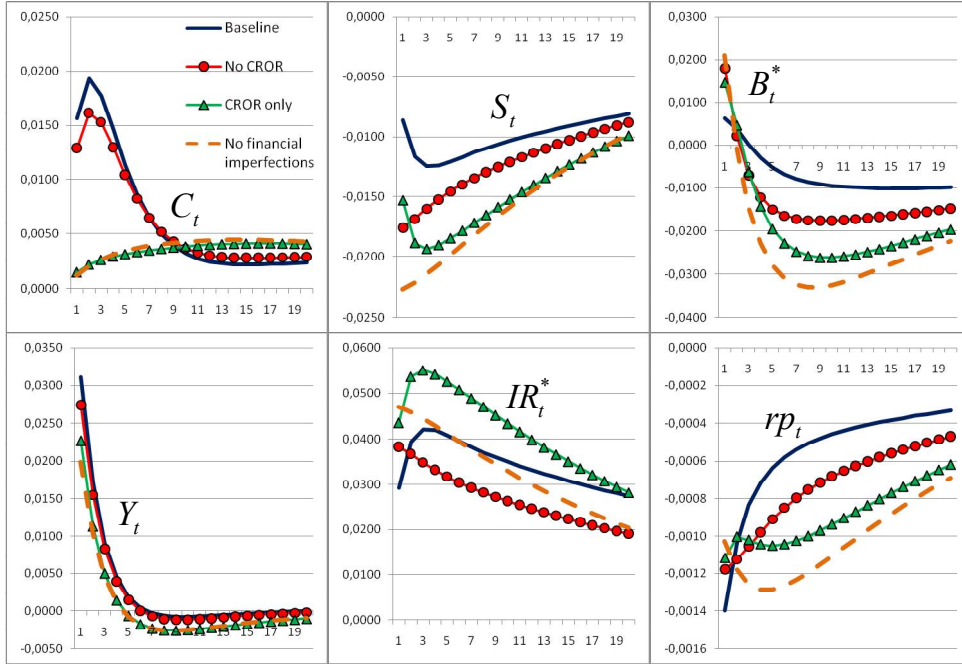 0,0250
Baseline
0,0200
No CROR
0,0150
CROR only
0,0100
No financial
imperfections
C_t
0,0050
0,0000
1 3 5 7 9 11 13 15 17 19
0,0000
1 3 5 7 9 11 13 15 17 19
-0,0050
S_t
-0,0100
-0,0150
-0,0200
-0,0250
0,0300
0,0200
B_t^*
0,0100
0,0000
1 3 5 7 9 11 13 15 17 19
-0,0100
-0,0200
-0,0300
-0,0400
0,0350
0,0300
0,0250
0,0200
0,0150
Y_t
0,0100
0,0050
0,0000
1 3 5 7 9 11 13 15 17 19
-0,0050
0,0600
0,0500
IR_t^*
0,0400
0,0300
0,0200
0,0100
0,0000
1 3 5 7 9 11 13 15 17 19
0,0000
1 3 5 7 9 11 13 15 17 19
-0,0002
-0,0004
rp_t
-0,0006
-0,0008
-0,0010
-0,0012
-0,0014
-0,0016